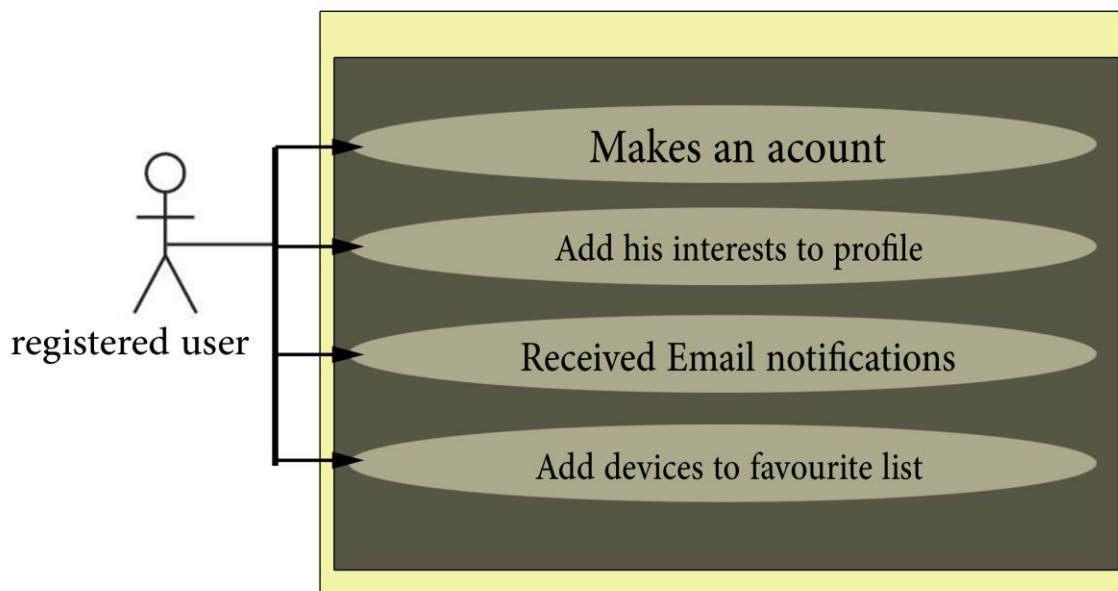 Makes an acount
Add his interests to profile
registered user
Received Email notifications
Add devices to favourite list